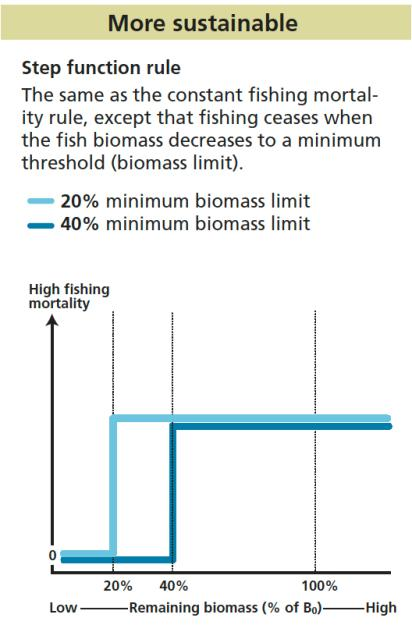 More sustainable
Step function rule
The same as the constant fishing mortal-
ity rule, except that fishing ceases when
the fish biomass decreases to a minimum
threshold (biomass limit).
20% minimum biomass limit
40% minimum biomass limit
High fishing
mortality
0
20% 40% 100%
Low Remaining biomass (% of B₀) High